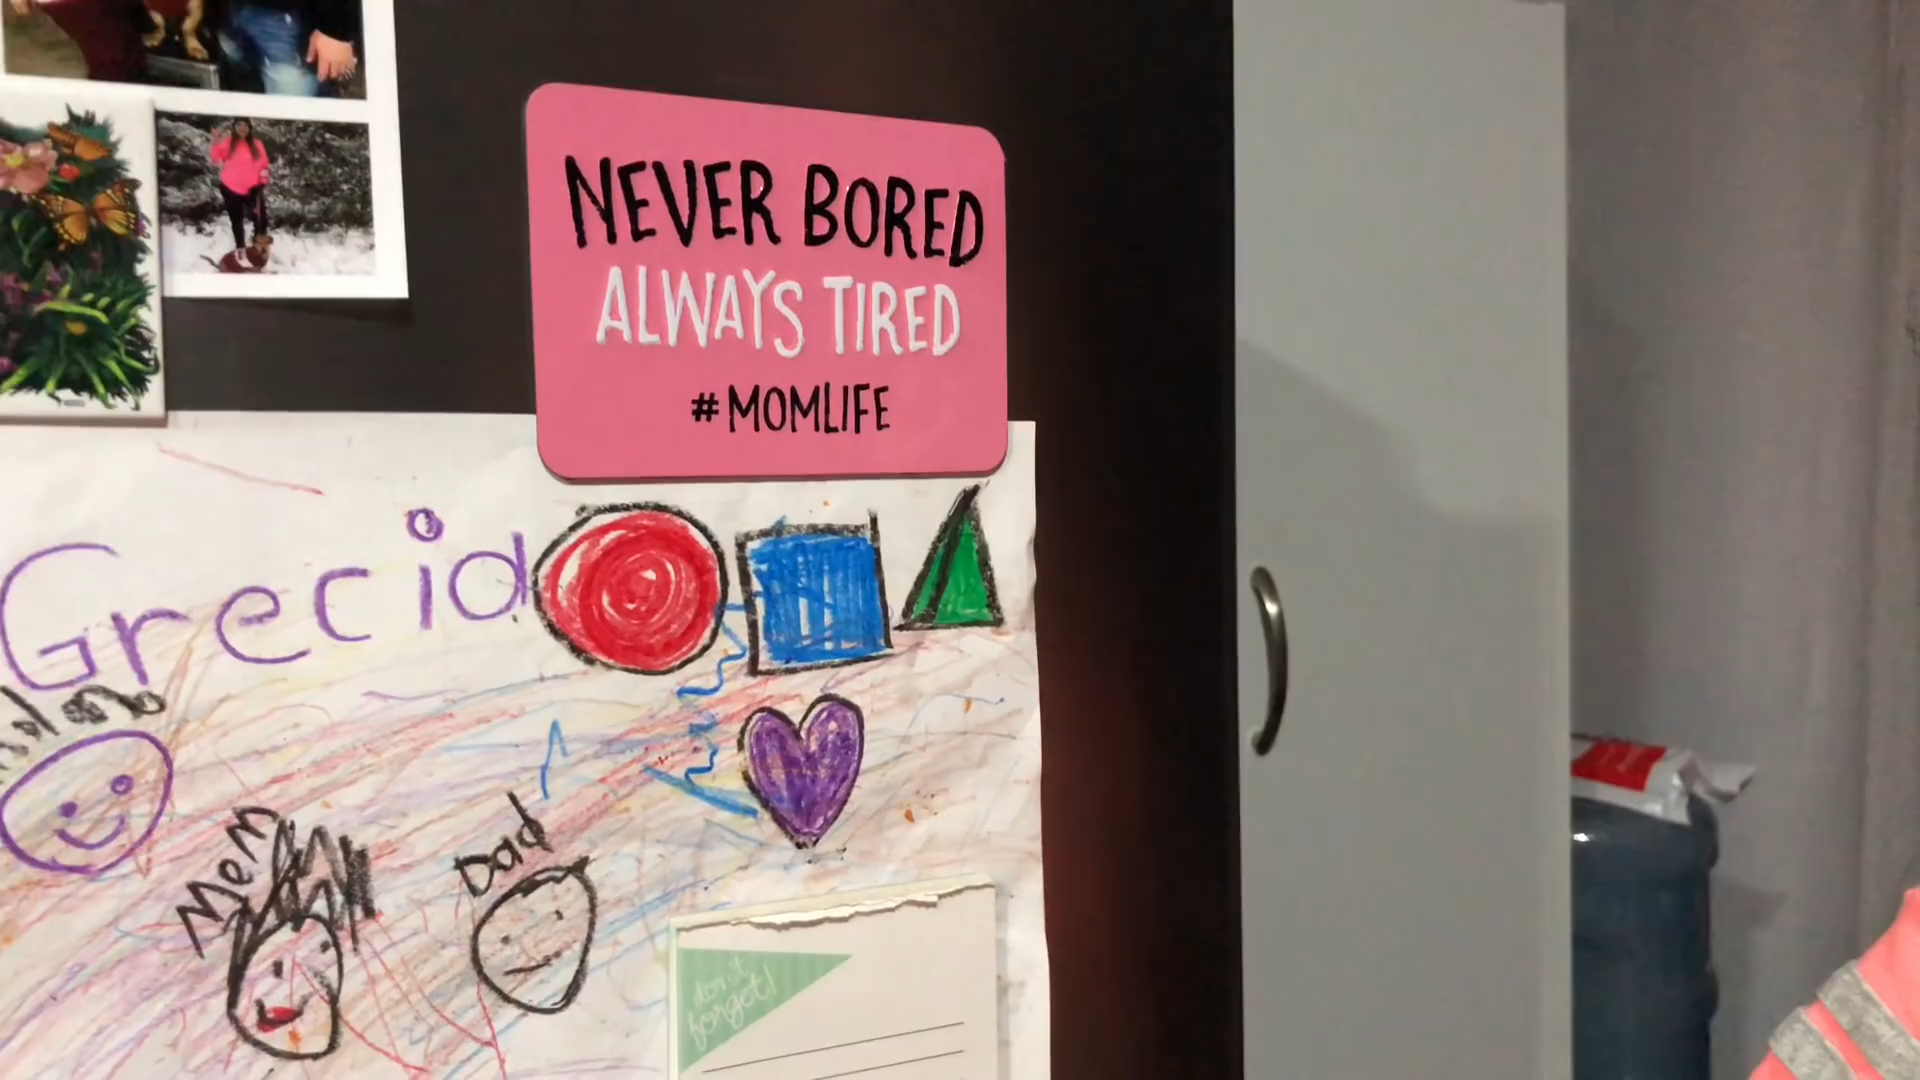 NEVER BORED
ALWAYS TIRED
#MOMLIFE
Grecia
Mom
Dad
don't
forget!